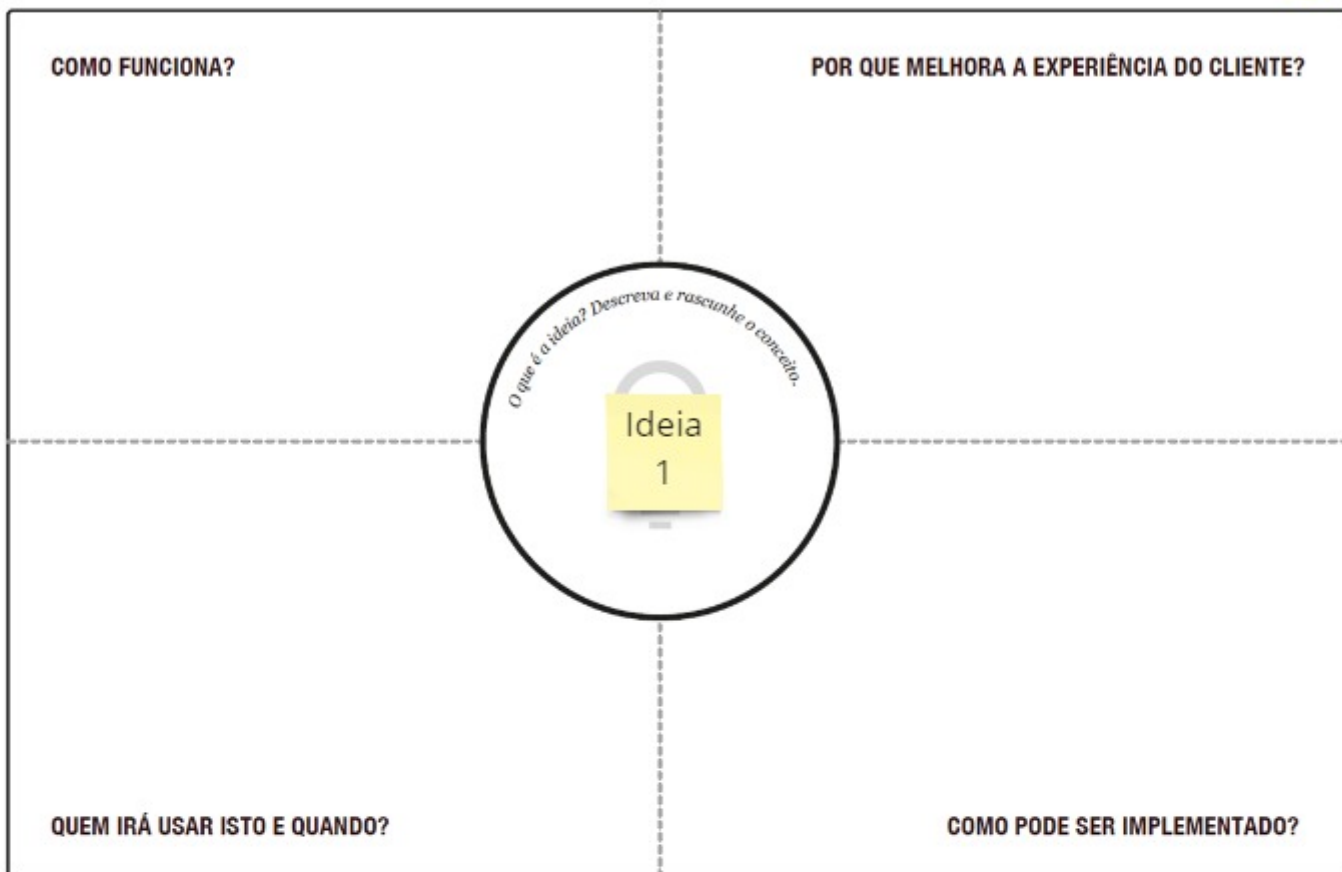 COMO FUNCIONA?
POR QUE MELHORA A EXPERIÊNCIA DO CLIENTE?
O que é a ideia? Descreva e rascunhe o conceito.
Ideia
1
QUEM IRÁ USAR ISTO E QUANDO?
COMO PODE SER IMPLEMENTADO?